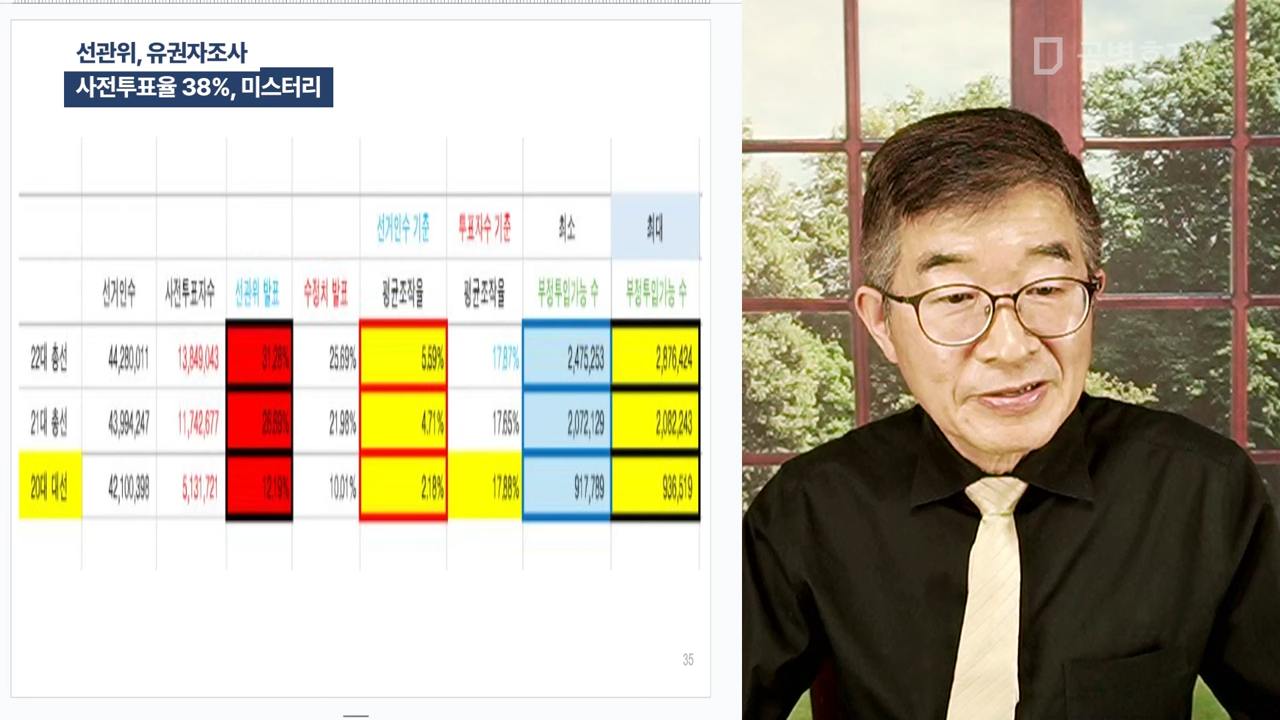 선관위, 유권자조사
사전투표율 38%, 미스터리
선거인수 기준 투표자수 기준 최소 최대
선거인수 사전투표자수 선관위 발표 수정치 발표 평균조작율 평균조작율 부정투입가능 수 부정투입가능 수
22대 총선 44,280,011 13,849,043 31.28% 25.69% 5.59% 17.87% 2,475,253 2,876,424
21대 총선 43,994,247 11,742,677 26.69% 21.98% 4.71% 17.65% 2,072,129 2,082,243
20대 대선 42,100,398 5,131,721 12.19% 10.01% 2.18% 17.88% 917,789 936,519
35